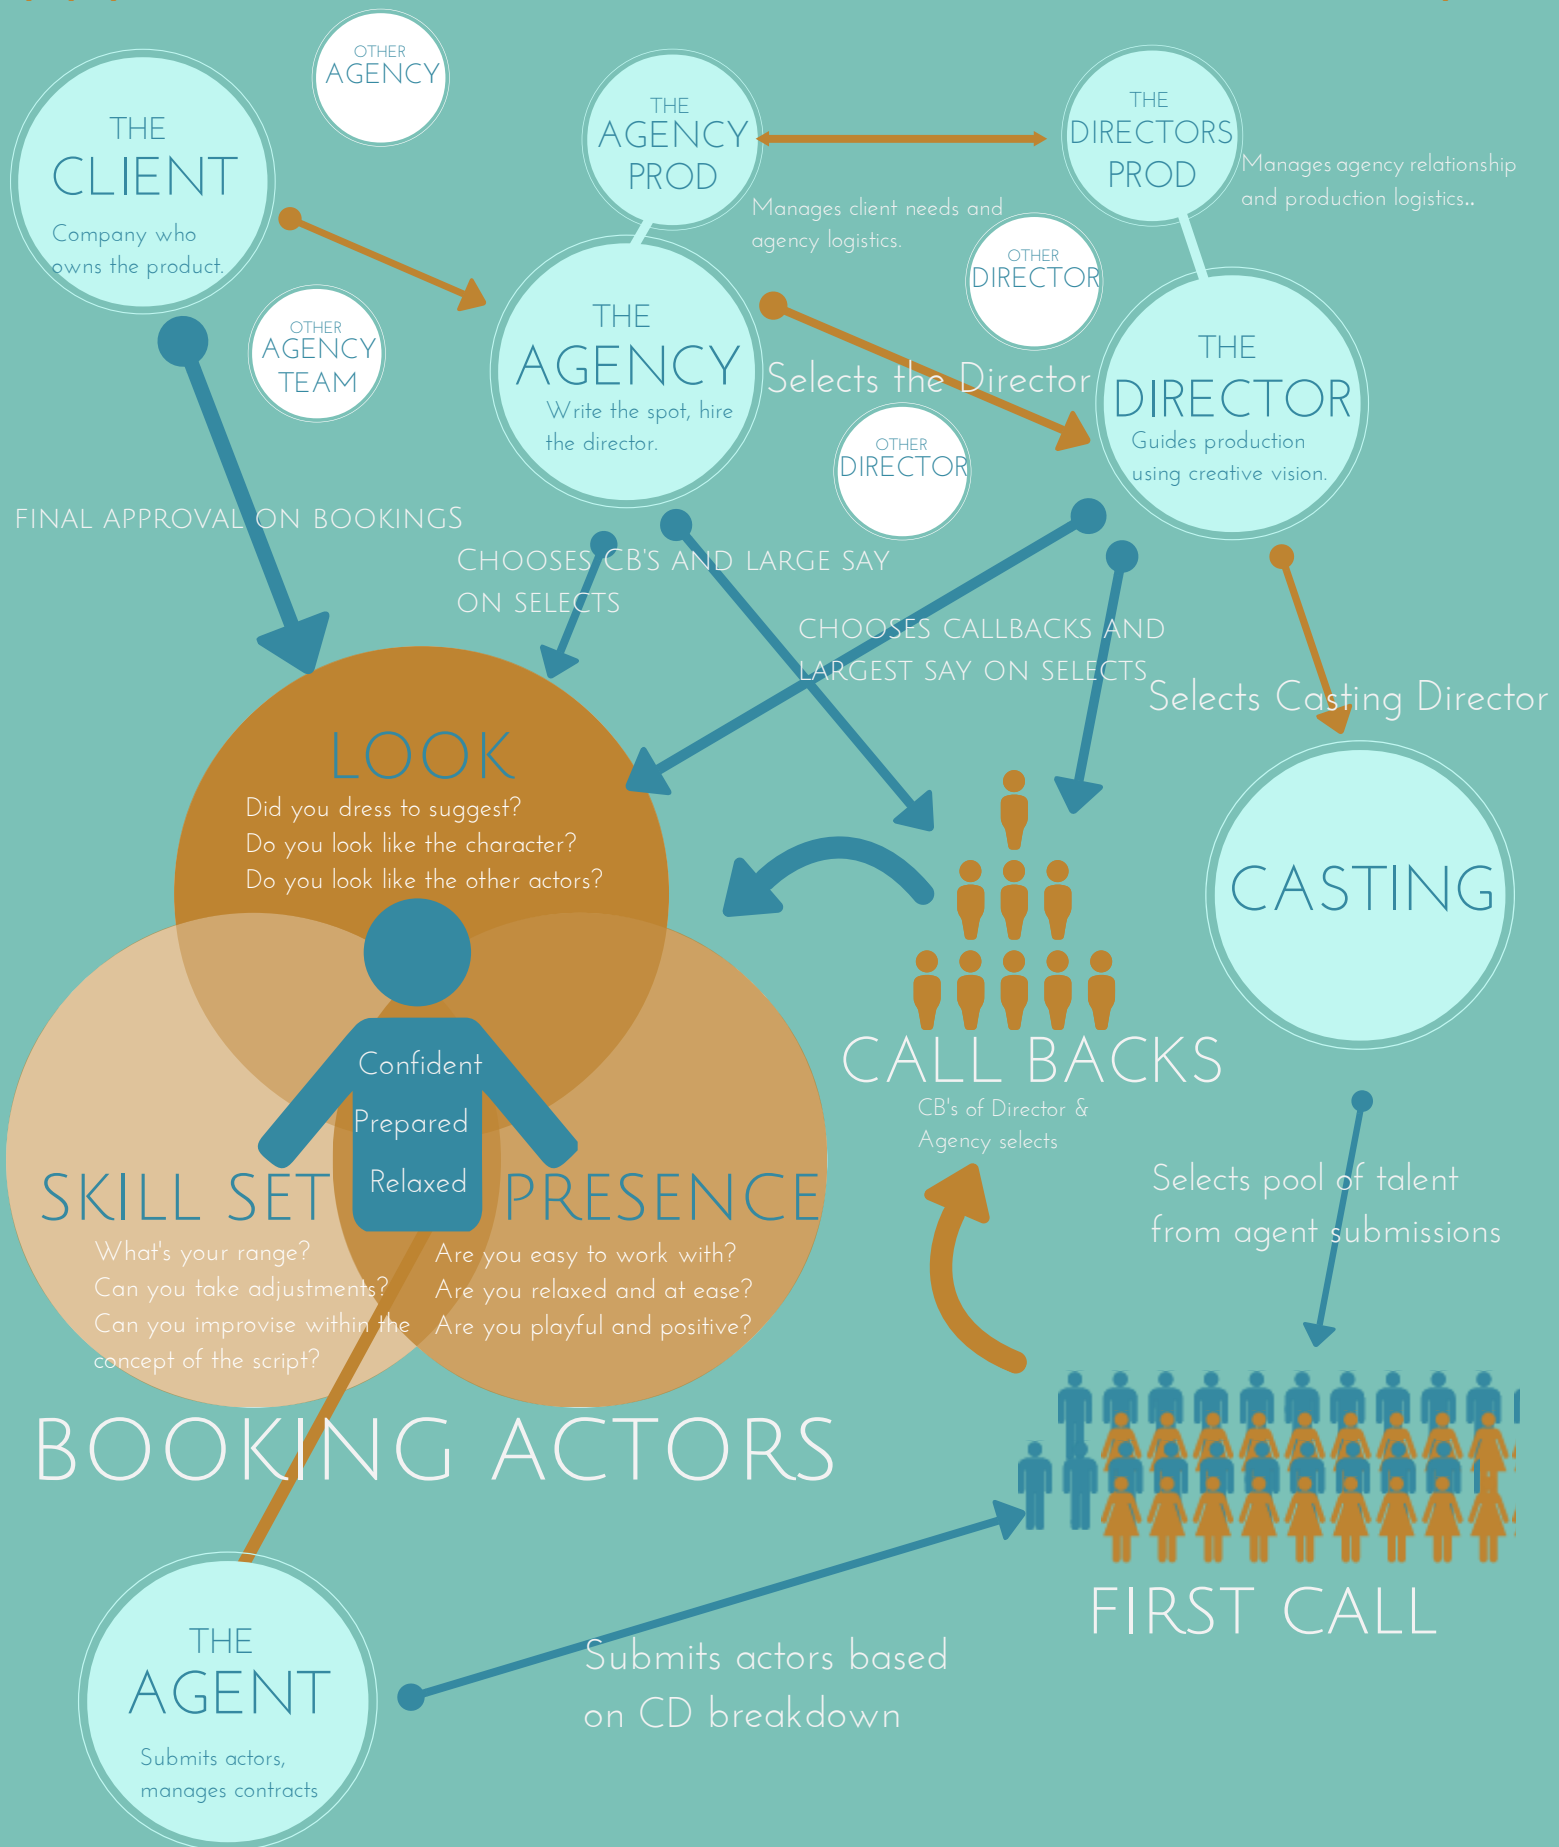 OTHER
AGENCY
THE
CLIENT
Company who
owns the product.
THE
AGENCY
PROD
Manages client needs and
agency logistics.
THE
DIRECTORS
PROD
Manages agency relationship
and production logistics..
OTHER
DIRECTOR
OTHER
AGENCY
TEAM
THE
AGENCY
Write the spot, hire
the director.
Selects the Director
THE
DIRECTOR
Guides production
using creative vision.
OTHER
DIRECTOR
FINAL APPROVAL ON BOOKINGS
CHOOSES CB'S AND LARGE SAY
ON SELECTS
CHOOSES CALLBACKS AND
LARGEST SAY ON SELECTS
Selects Casting Director
LOOK
Did you dress to suggest?
Do you look like the character?
Do you look like the other actors?
CASTING
Confident
Prepared
Relaxed
CALL BACKS
CB's of Director &
Agency selects
SKILL SET
What's your range?
Can you take adjustments?
Can you improvise within the
concept of the script?
PRESENCE
Are you easy to work with?
Are you relaxed and at ease?
Are you playful and positive?
Selects pool of talent
from agent submissions
BOOKING ACTORS
FIRST CALL
THE
AGENT
Submits actors,
manages contracts
Submits actors based
on CD breakdown